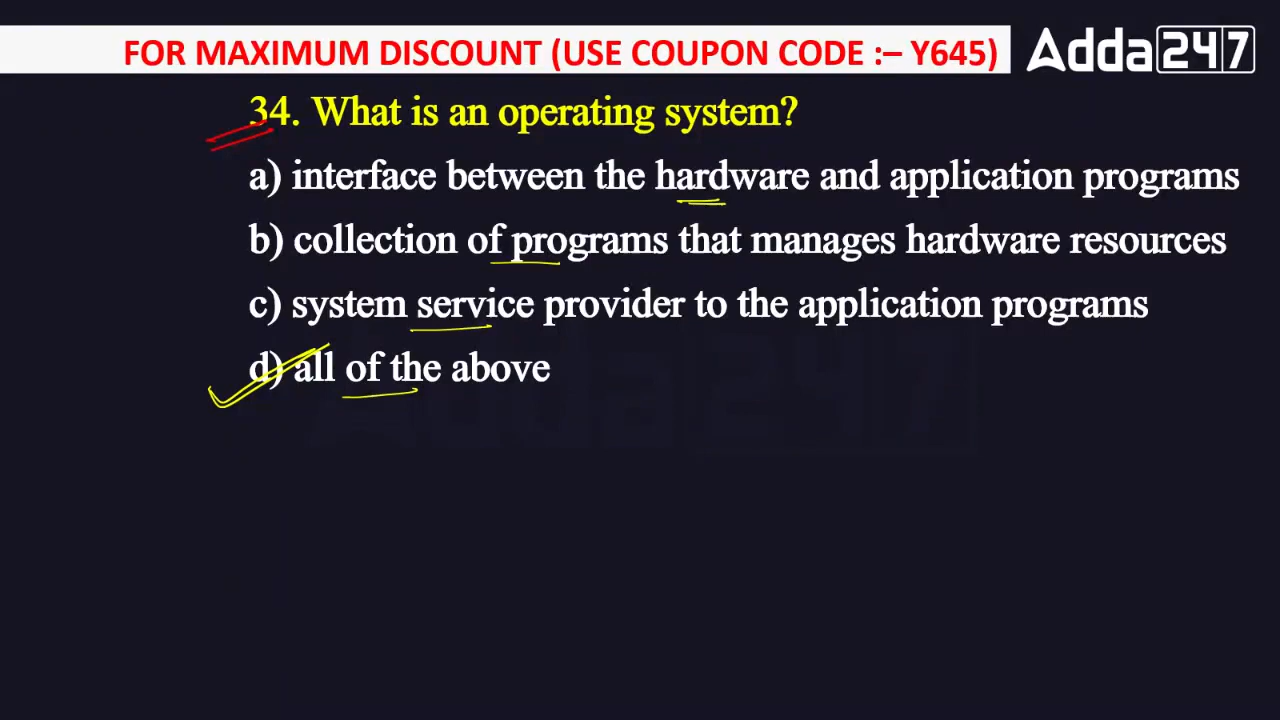 FOR MAXIMUM DISCOUNT (USE COUPON CODE :– Y645)
Adda247
34. What is an operating system?
a) interface between the hardware and application programs
b) collection of programs that manages hardware resources
c) system service provider to the application programs
d) all of the above
Adda247